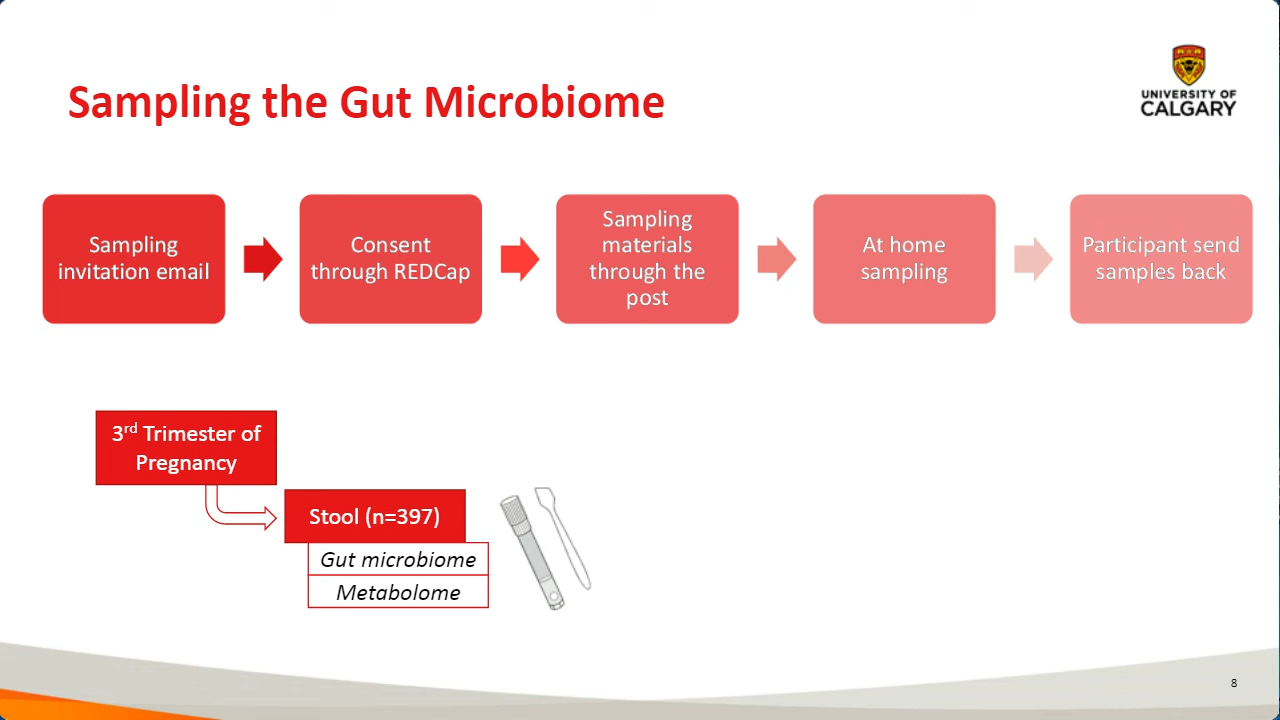 Sampling the Gut Microbiome
UNIVERSITY OF
CALGARY
Sampling
invitation email
Consent
through REDCap
Sampling
materials
through the
post
At home
sampling
Participant send
samples back
3rd Trimester of
Pregnancy
Stool (n=397)
Gut microbiome
Metabolome
8